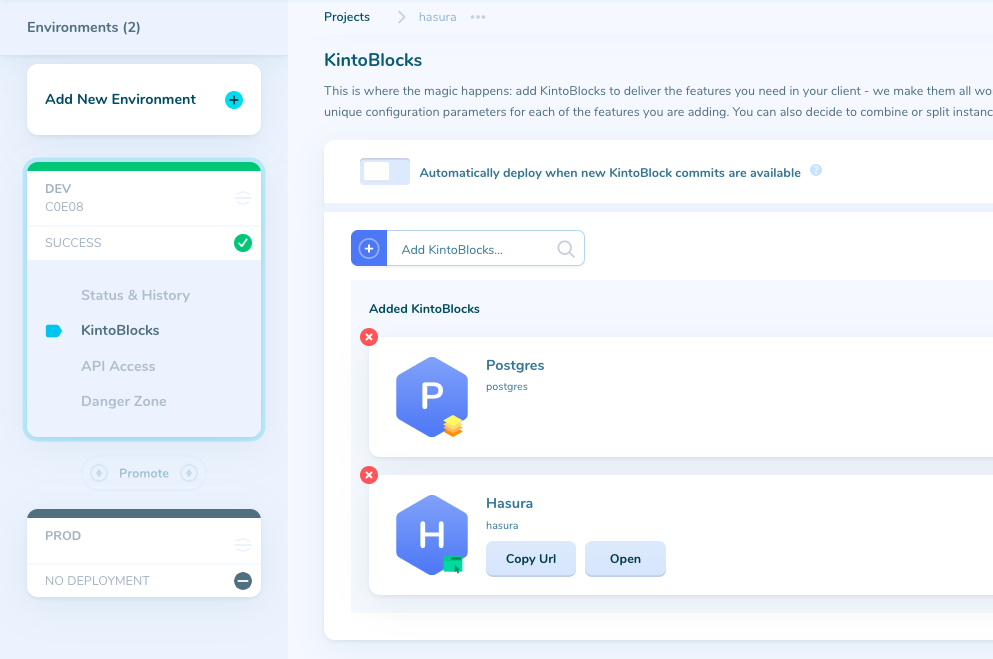 Environments (2)
Add New Environment
DEV
C0E08
SUCCESS
Status & History
KintoBlocks
API Access
Danger Zone
Promote
PROD
NO DEPLOYMENT
Projects
hasura
KintoBlocks
This is where the magic happens: add KintoBlocks to deliver the features you need in your client - we make them all wo
unique configuration parameters for each of the features you are adding. You can also decide to combine or split instanc
Automatically deploy when new KintoBlock commits are available ?
Add KintoBlocks...
Added KintoBlocks
P
Postgres
postgres
H
Hasura
hasura
Copy Url
Open